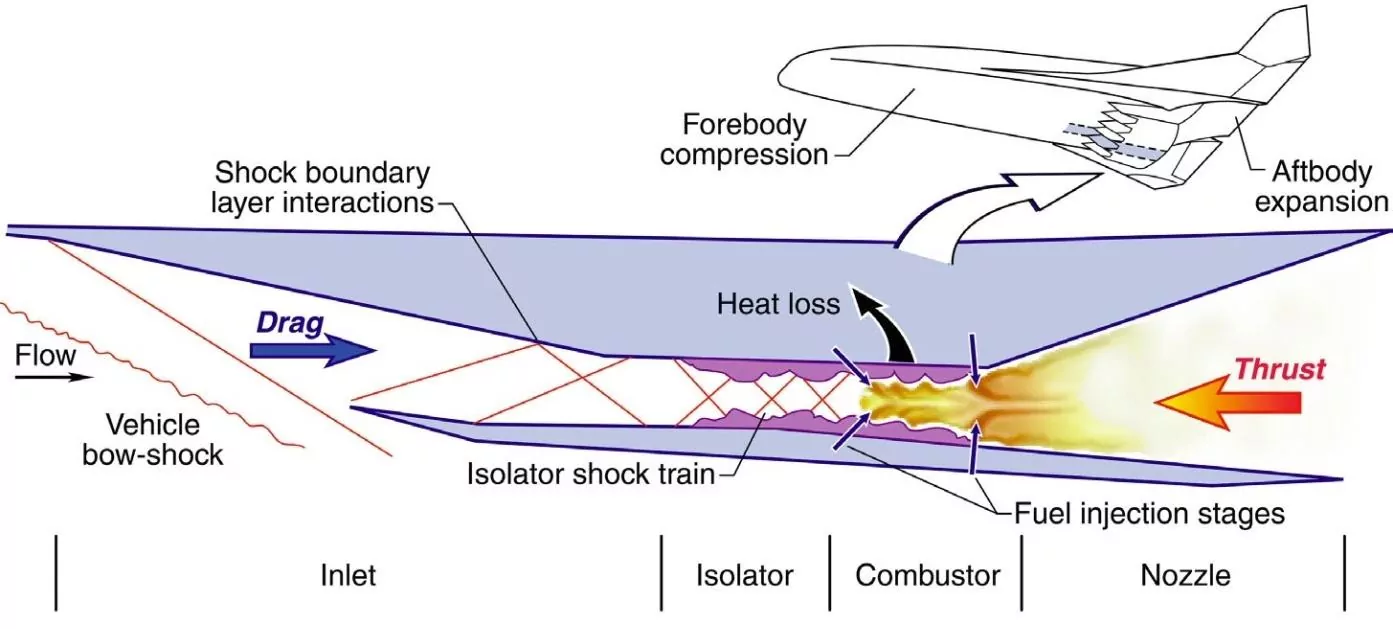 Forebody
compression
Aftbody
expansion
Shock boundary
layer interactions
Heat loss
Drag
Flow
Thrust
Vehicle
bow-shock
Isolator shock train
Fuel injection stages
Inlet
Isolator
Combustor
Nozzle